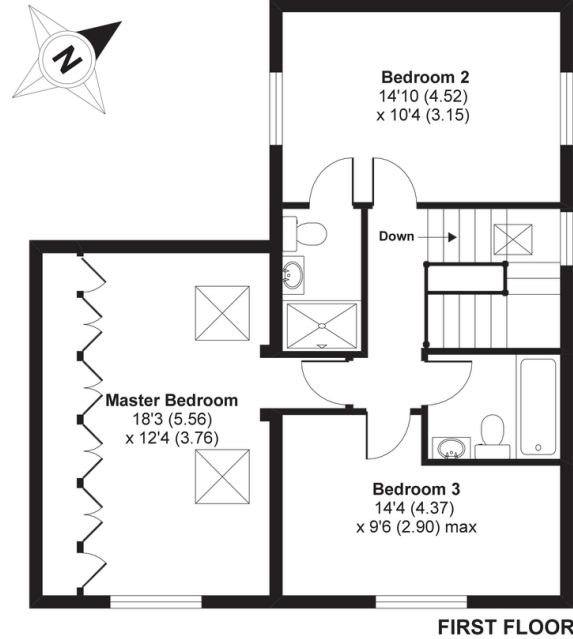 N
Bedroom 2
14'10 (4.52)
x 10'4 (3.15)
Down
Master Bedroom
18'3 (5.56)
x 12'4 (3.76)
Bedroom 3
14'4 (4.37)
x 9'6 (2.90) max
FIRST FLOOR